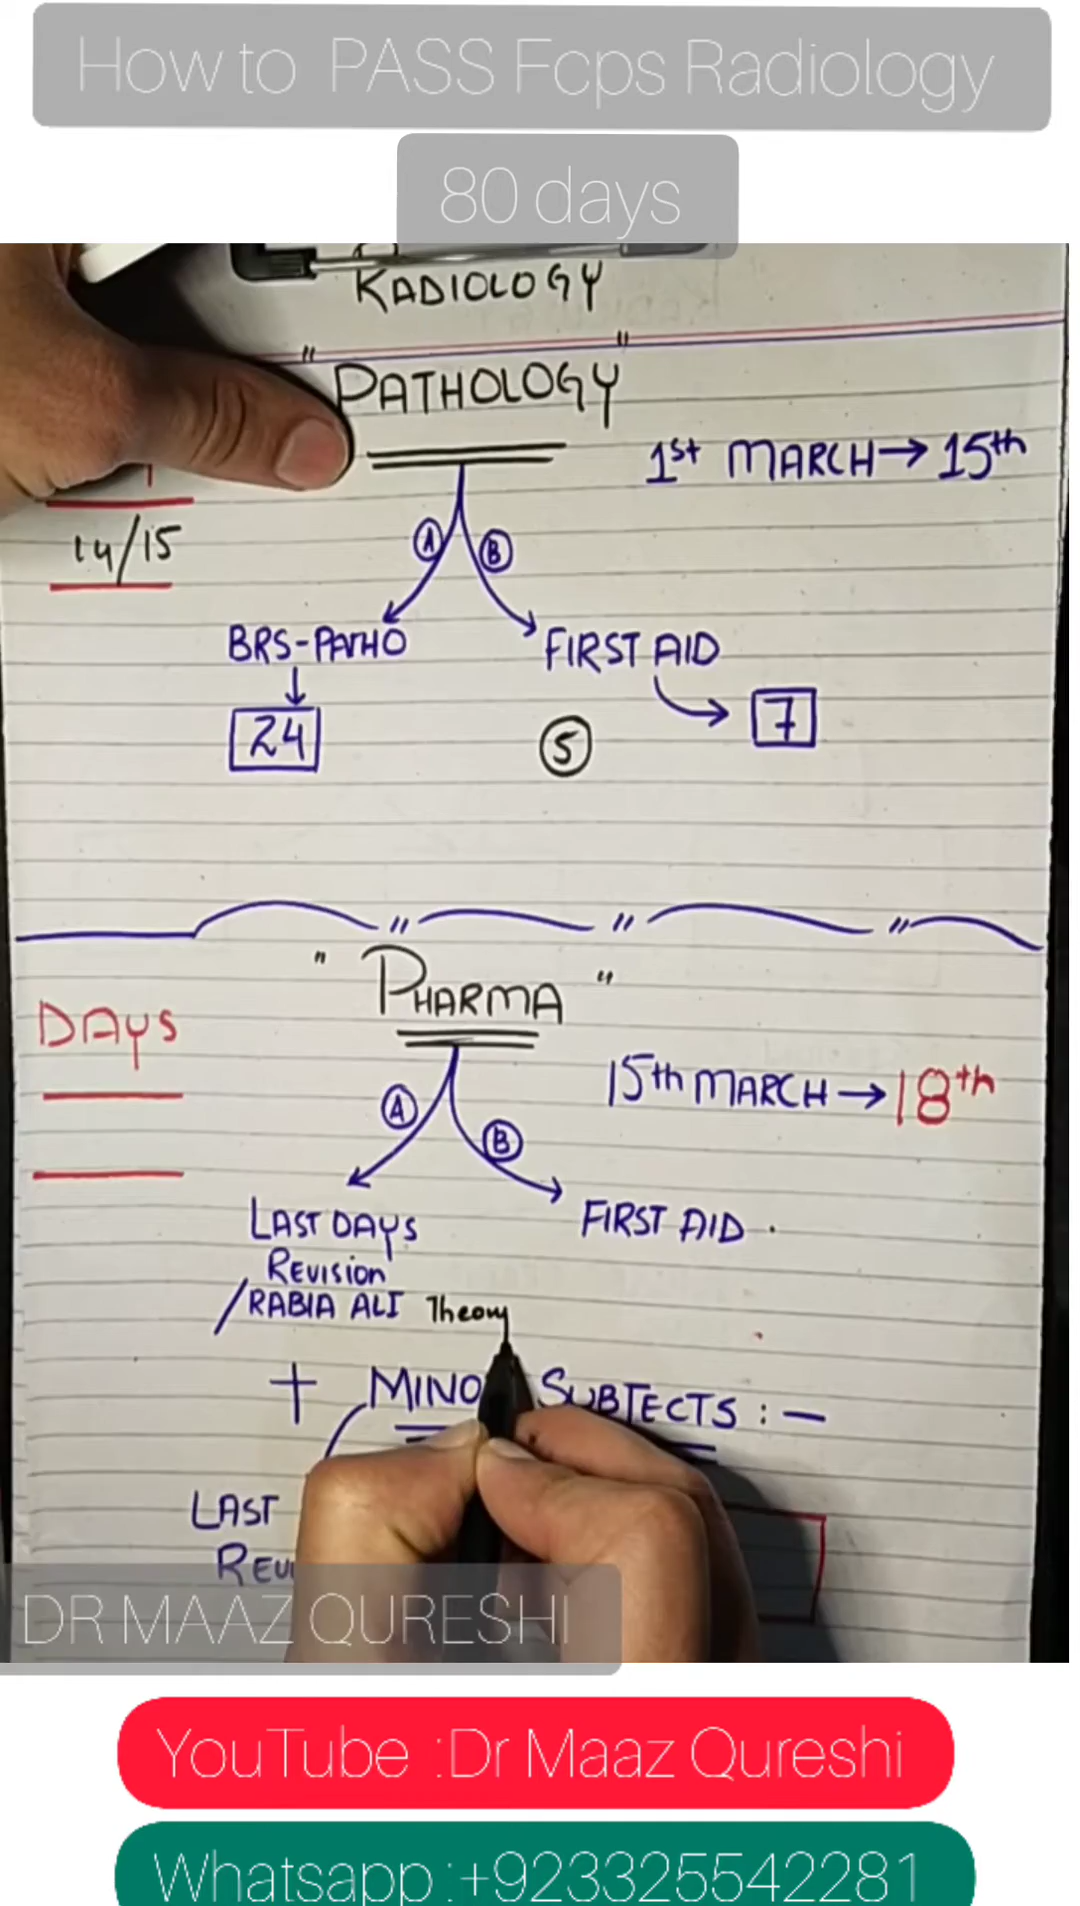 How to PASS Fcps Radiology
80 days
RADIOLOGY
"PATHOLOGY"
1st MARCH → 15th
14/15
A B
BRS-PATHO
FIRST AID
24
5
7
"PHARMA"
DAYS
15th MARCH → 18th
A
B
LAST DAYS
FIRST AID
REVISION
/RABIA ALI Theory
+ MINO SUBJECTS : -
LAST
REVI
DR MAAZ QURESHI
YouTube :Dr Maaz Qureshi
Whatsapp :+923325542281